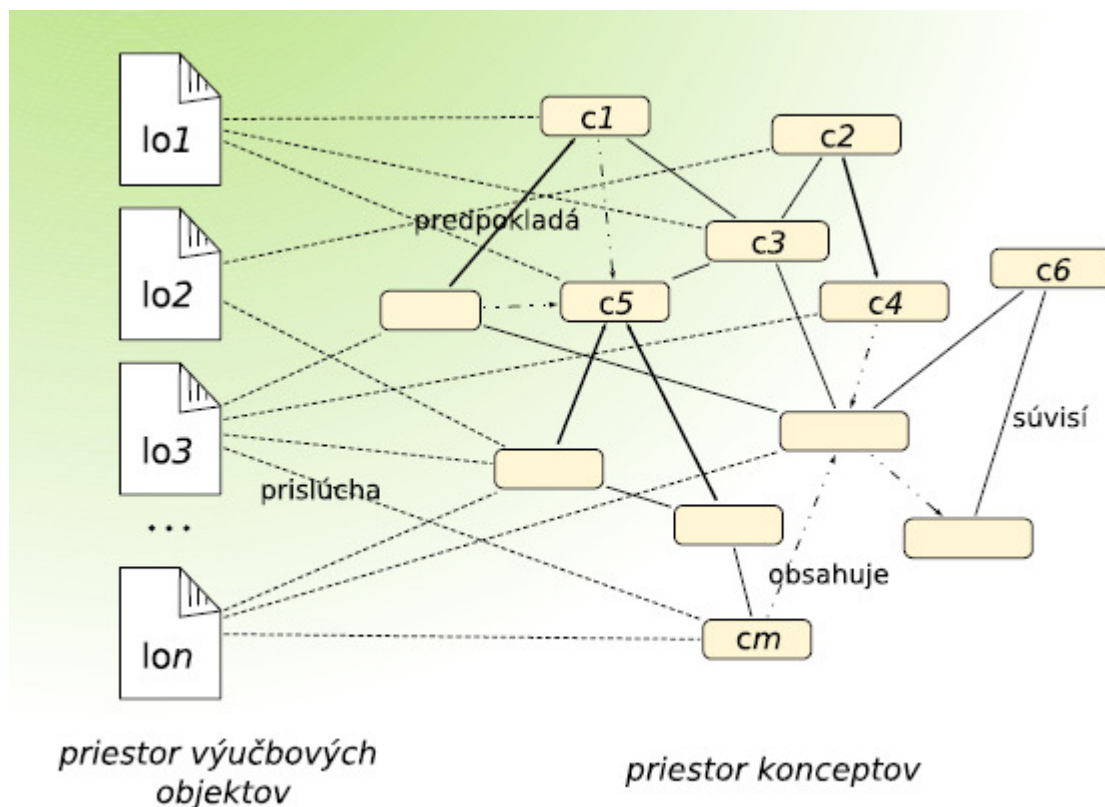 lo1
lo2
lo3
...
lon
c1
c2
c3
c6
c5
c4
cm
predpokladá
súvisí
prislúcha
obsahuje
priestor výučbových
objektov
priestor konceptov